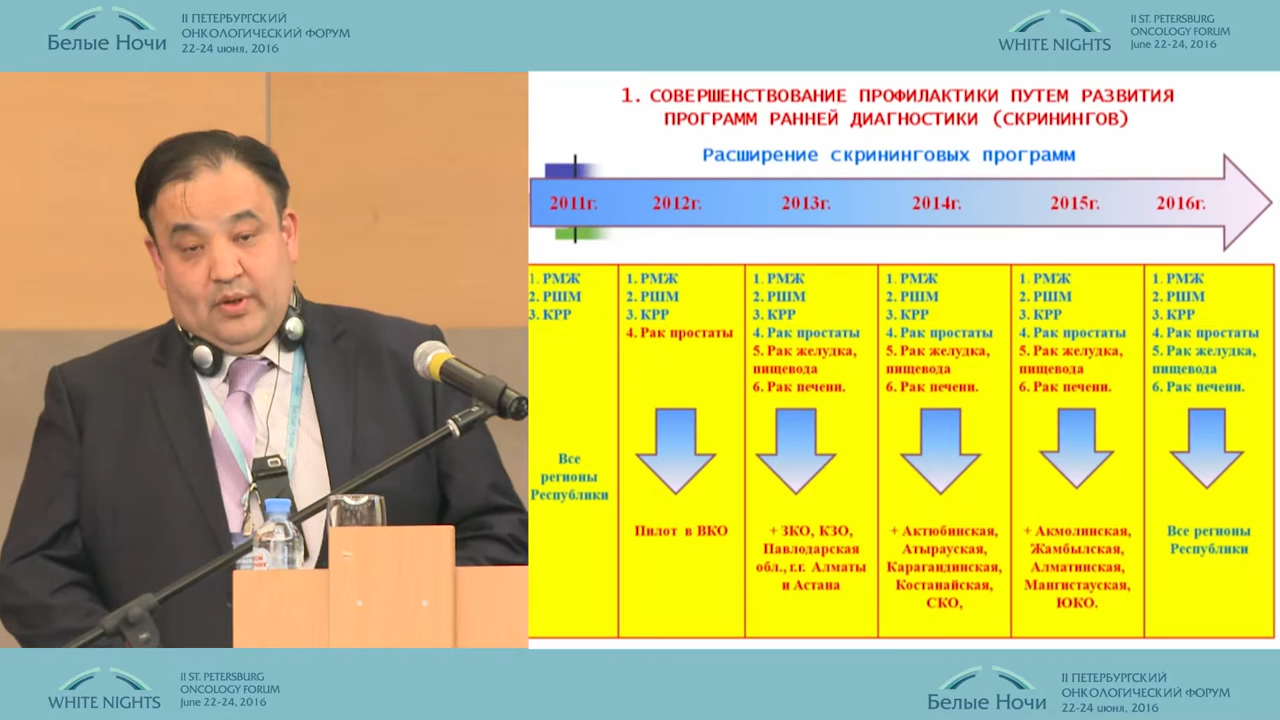 II ПЕТЕРБУРГСКИЙ
ОНКОЛОГИЧЕСКИЙ ФОРУМ
22-24 июня, 2016
Белые Ночи
II ST. PETERSBURG
ONCOLOGY FORUM
June 22-24, 2016
WHITE NIGHTS
1. СОВЕРШЕНСТВОВАНИЕ ПРОФИЛАКТИКИ ПУТЕМ РАЗВИТИЯ
ПРОГРАММ РАННЕЙ ДИАГНОСТИКИ (СКРИНИНГОВ)
Расширение скрининговых программ
2011г. 2012г. 2013г. 2014г. 2015г. 2016г.
1. РМЖ
2. РШМ
3. КРР
Все
регионы
Республики
1. РМЖ
2. РШМ
3. КРР
4. Рак простаты
Пилот в ВКО
1. РМЖ
2. РШМ
3. КРР
4. Рак простаты
5. Рак желудка,
пищевода
6. Рак печени.
+ ЗКО, КЗО,
Павлодарская
обл., г.г. Алматы
и Астана
1. РМЖ
2. РШМ
3. КРР
4. Рак простаты
5. Рак желудка,
пищевода
6. Рак печени.
+ Актюбинская,
Атырауская,
Карагандинская,
Костанайская,
СКО,
1. РМЖ
2. РШМ
3. КРР
4. Рак простаты
5. Рак желудка,
пищевода
6. Рак печени.
+ Акмолинская,
Жамбылская,
Алматинская,
Мангистауская,
ЮКО.
1. РМЖ
2. РШМ
3. КРР
4. Рак простаты
5. Рак желудка,
пищевода
6. Рак печени.
Все регионы
Республики
WHITE NIGHTS
II ST. PETERSBURG
ONCOLOGY FORUM
June 22-24, 2016
Белые Ночи
II ПЕТЕРБУРГСКИЙ
ОНКОЛОГИЧЕСКИЙ ФОРУМ
22-24 июня, 2016